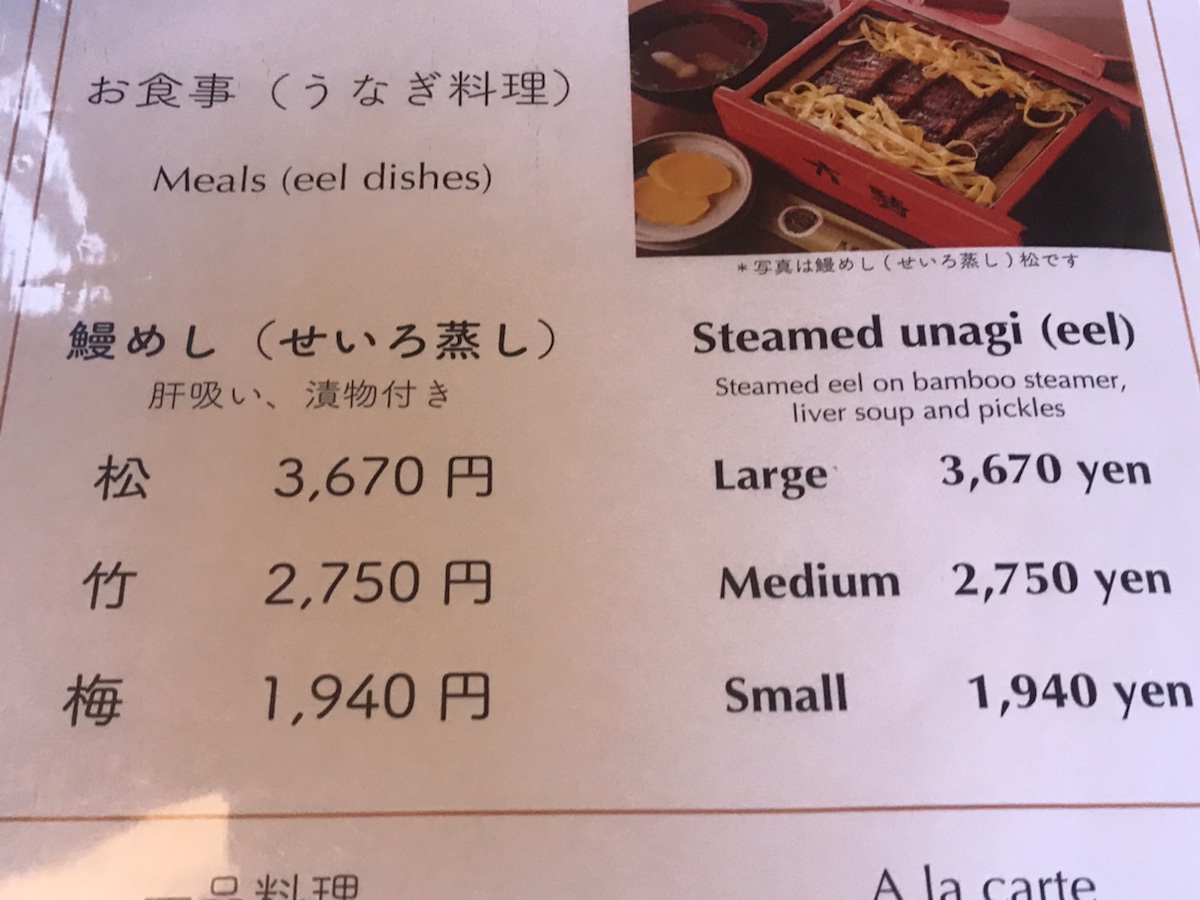 お食事（うなぎ料理）
Meals (eel dishes)
＊写真は鰻めし（せいろ蒸し）松です
鰻めし（せいろ蒸し）
肝吸い、漬物付き
松 3,670 円
竹 2,750 円
梅 1,940 円
Steamed unagi (eel)
Steamed eel on bamboo steamer,
liver soup and pickles
Large 3,670 yen
Medium 2,750 yen
Small 1,940 yen
一品料理
A la carte